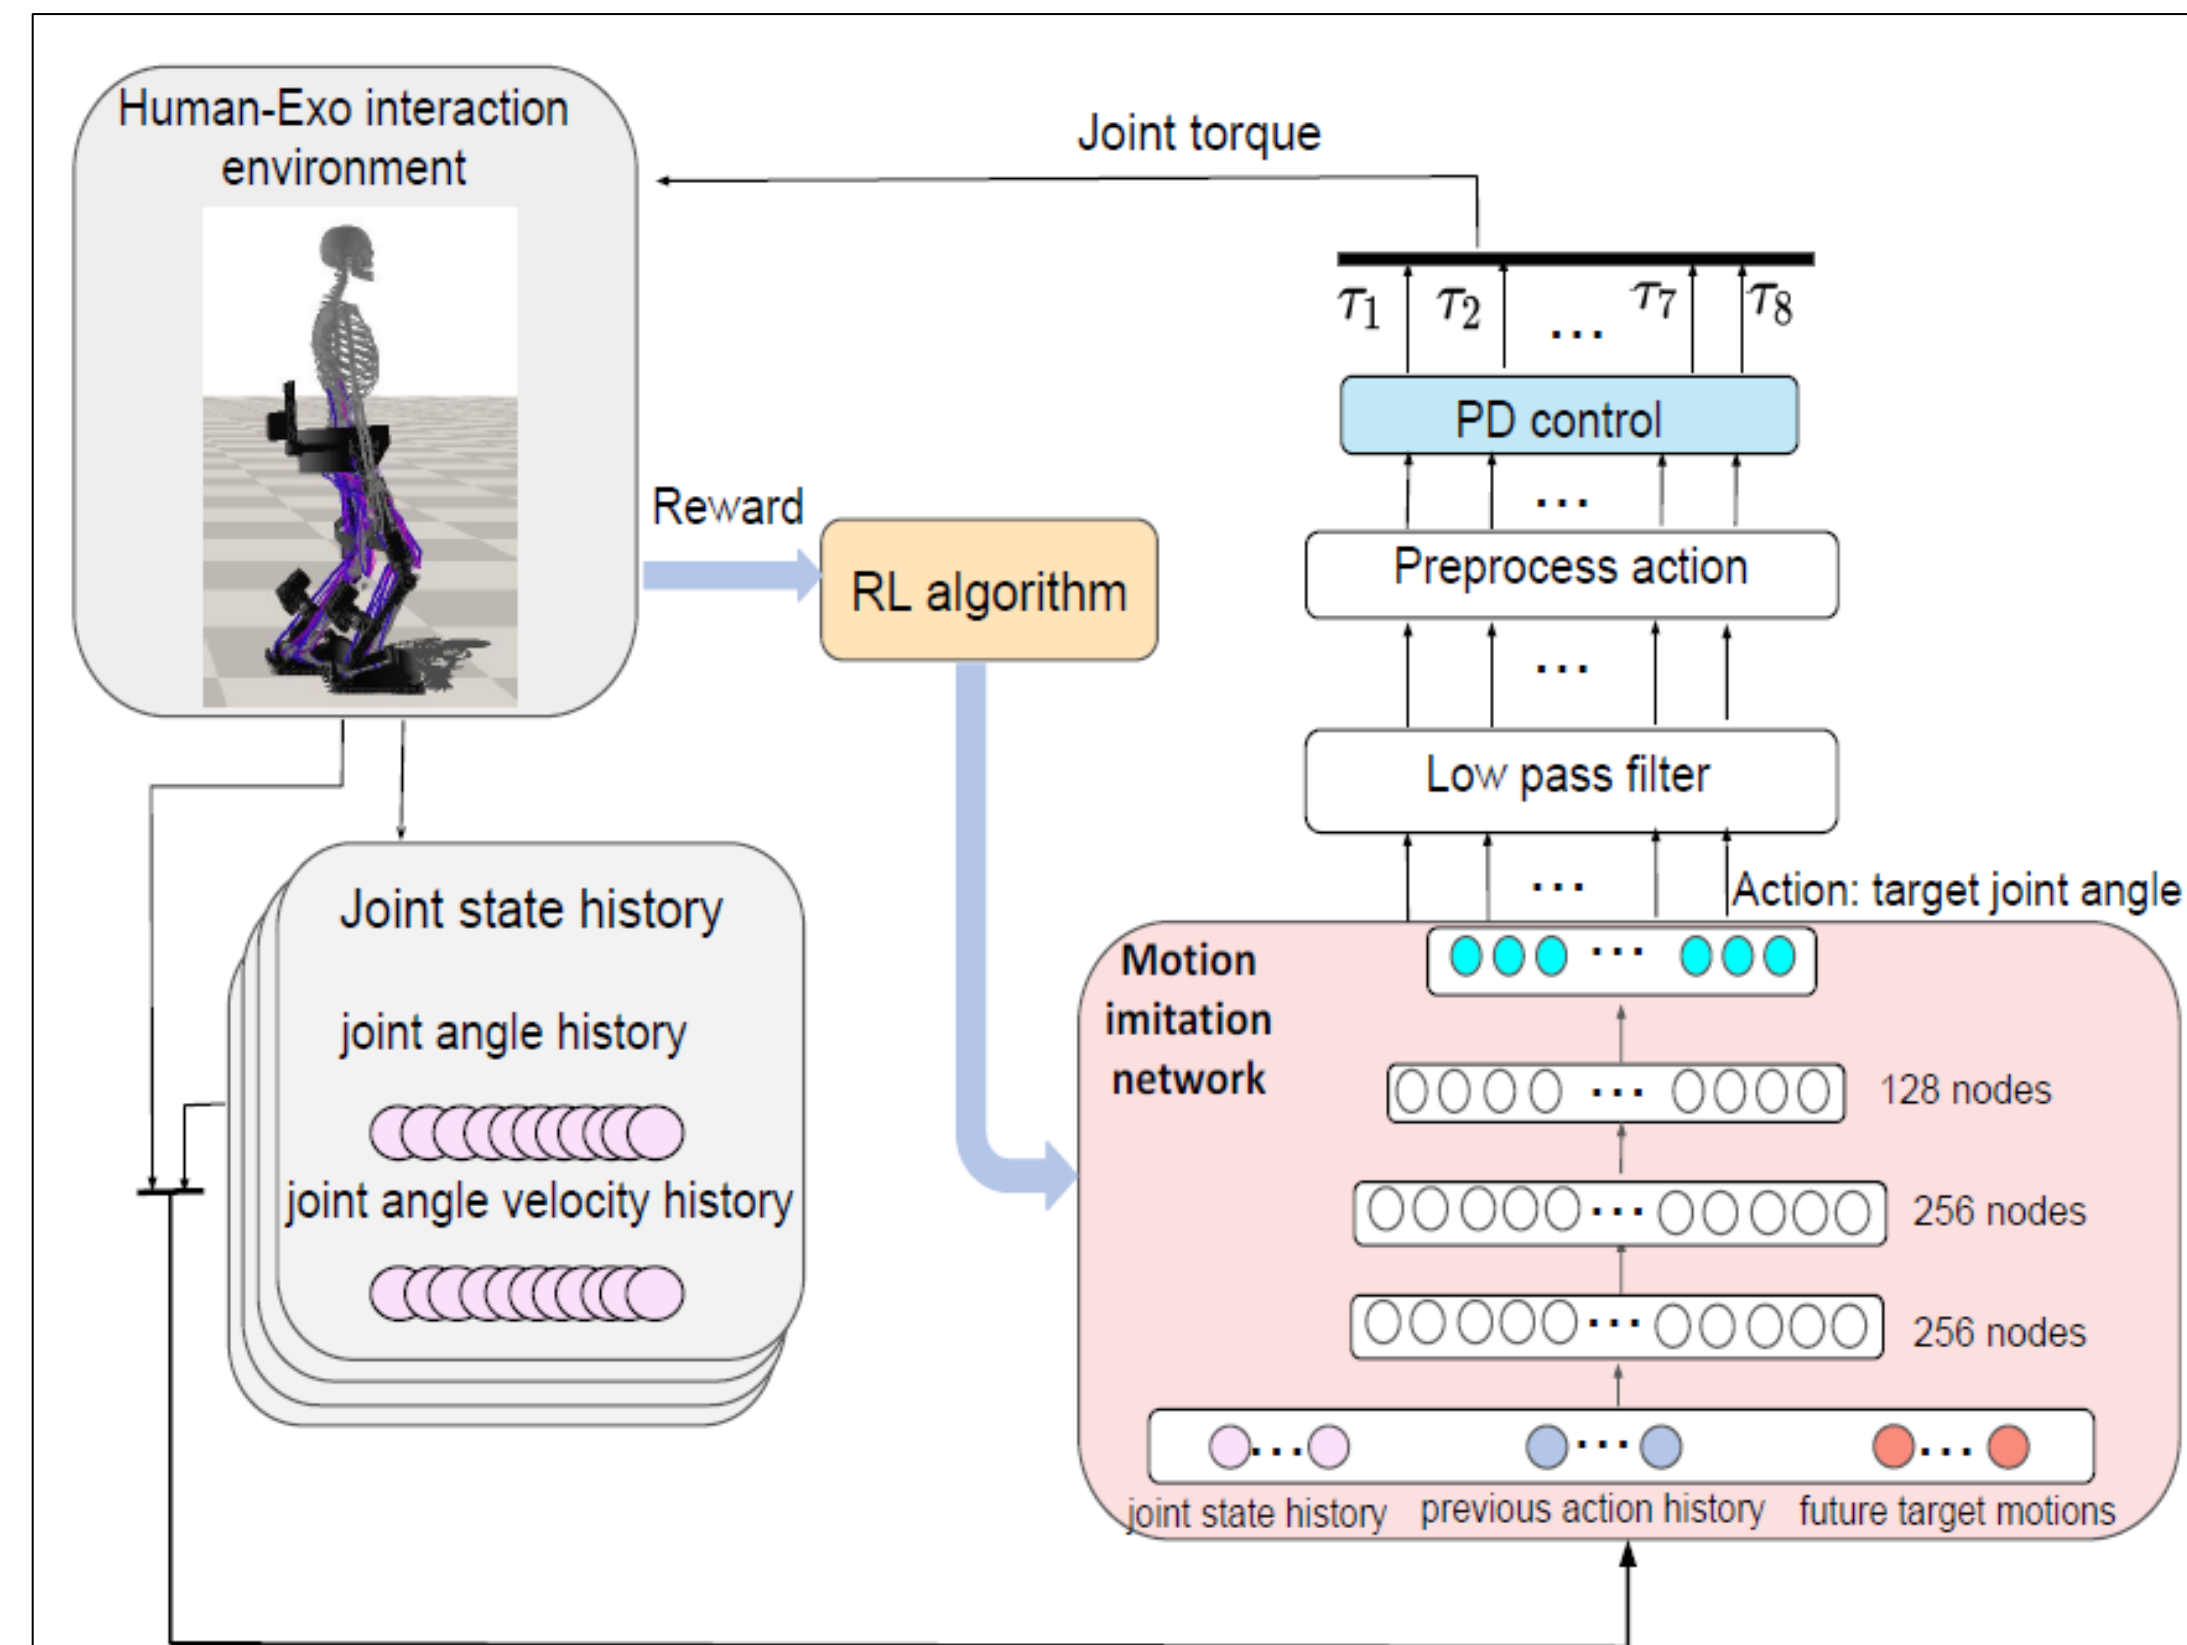 Human-Exo interaction
environment
Joint torque
τ1
τ2
...
τ7
τ8
PD control
...
Preprocess action
...
Low pass filter
...
Action: target joint angle
Reward
RL algorithm
Joint state history
joint angle history
joint angle velocity history
Motion
imitation
network
...
...
128 nodes
...
256 nodes
...
256 nodes
... ... ...
joint state history previous action history future target motions